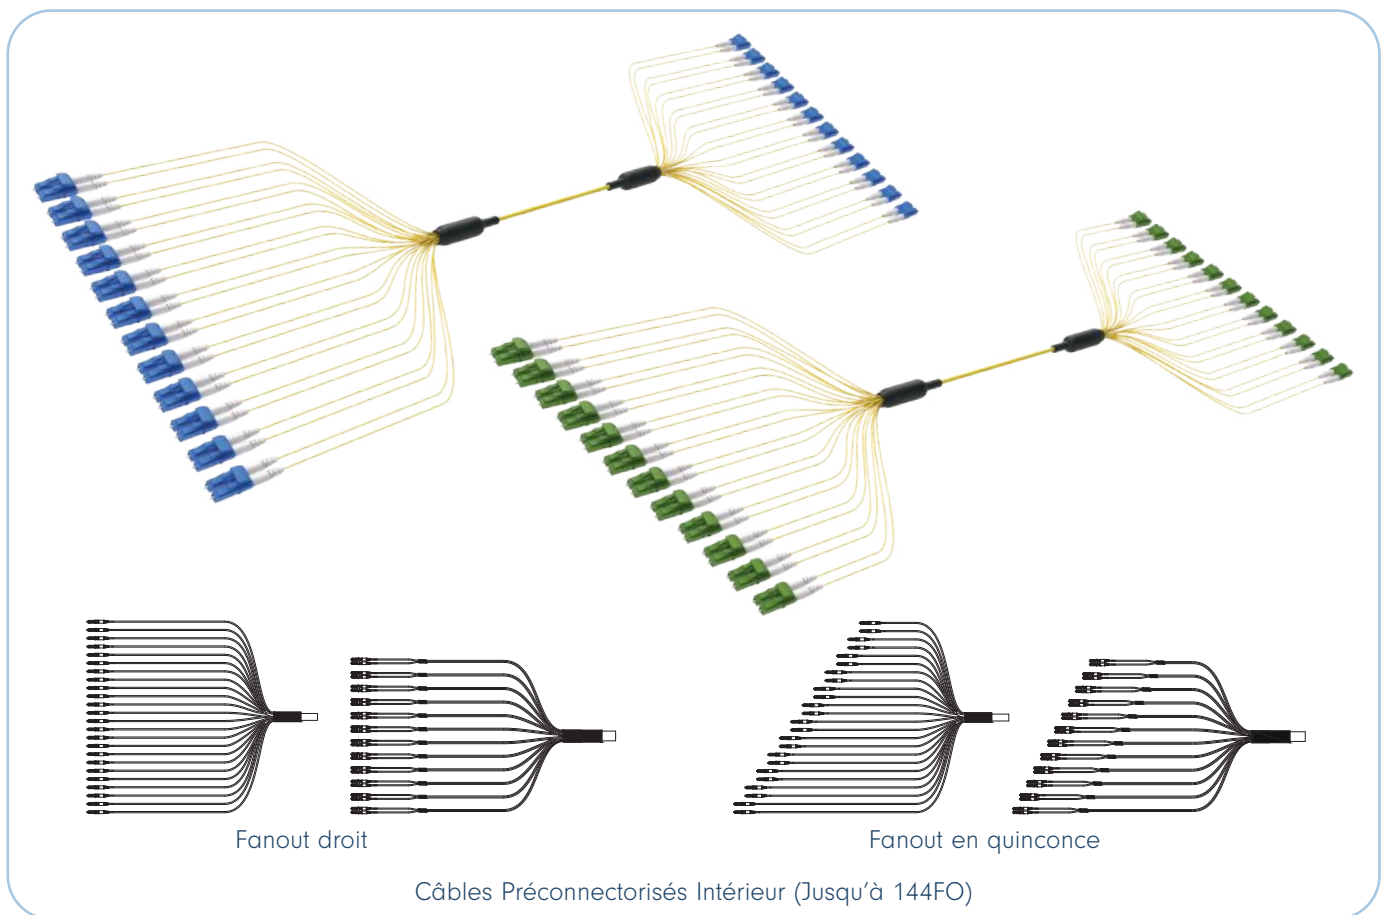 Fanout droit
Fanout en quinconce
Câbles Préconnectorisés Intérieur (Jusqu'à 144FO)